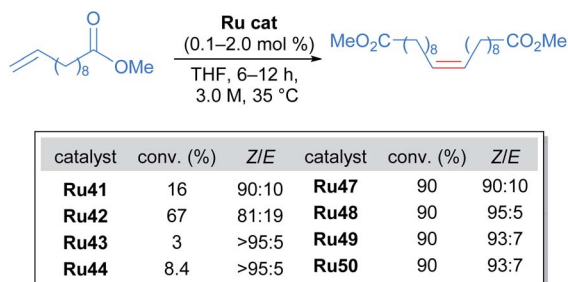 O
OMe
( )8
Ru cat
(0.1–2.0 mol %)
THF, 6–12 h,
3.0 M, 35 °C
MeO2C ( )8 ( )8 CO2Me
catalyst conv. (%) Z/E catalyst conv. (%) Z/E
Ru41 16 90:10 Ru47 90 90:10
Ru42 67 81:19 Ru48 90 95:5
Ru43 3 >95:5 Ru49 90 93:7
Ru44 8.4 >95:5 Ru50 90 93:7